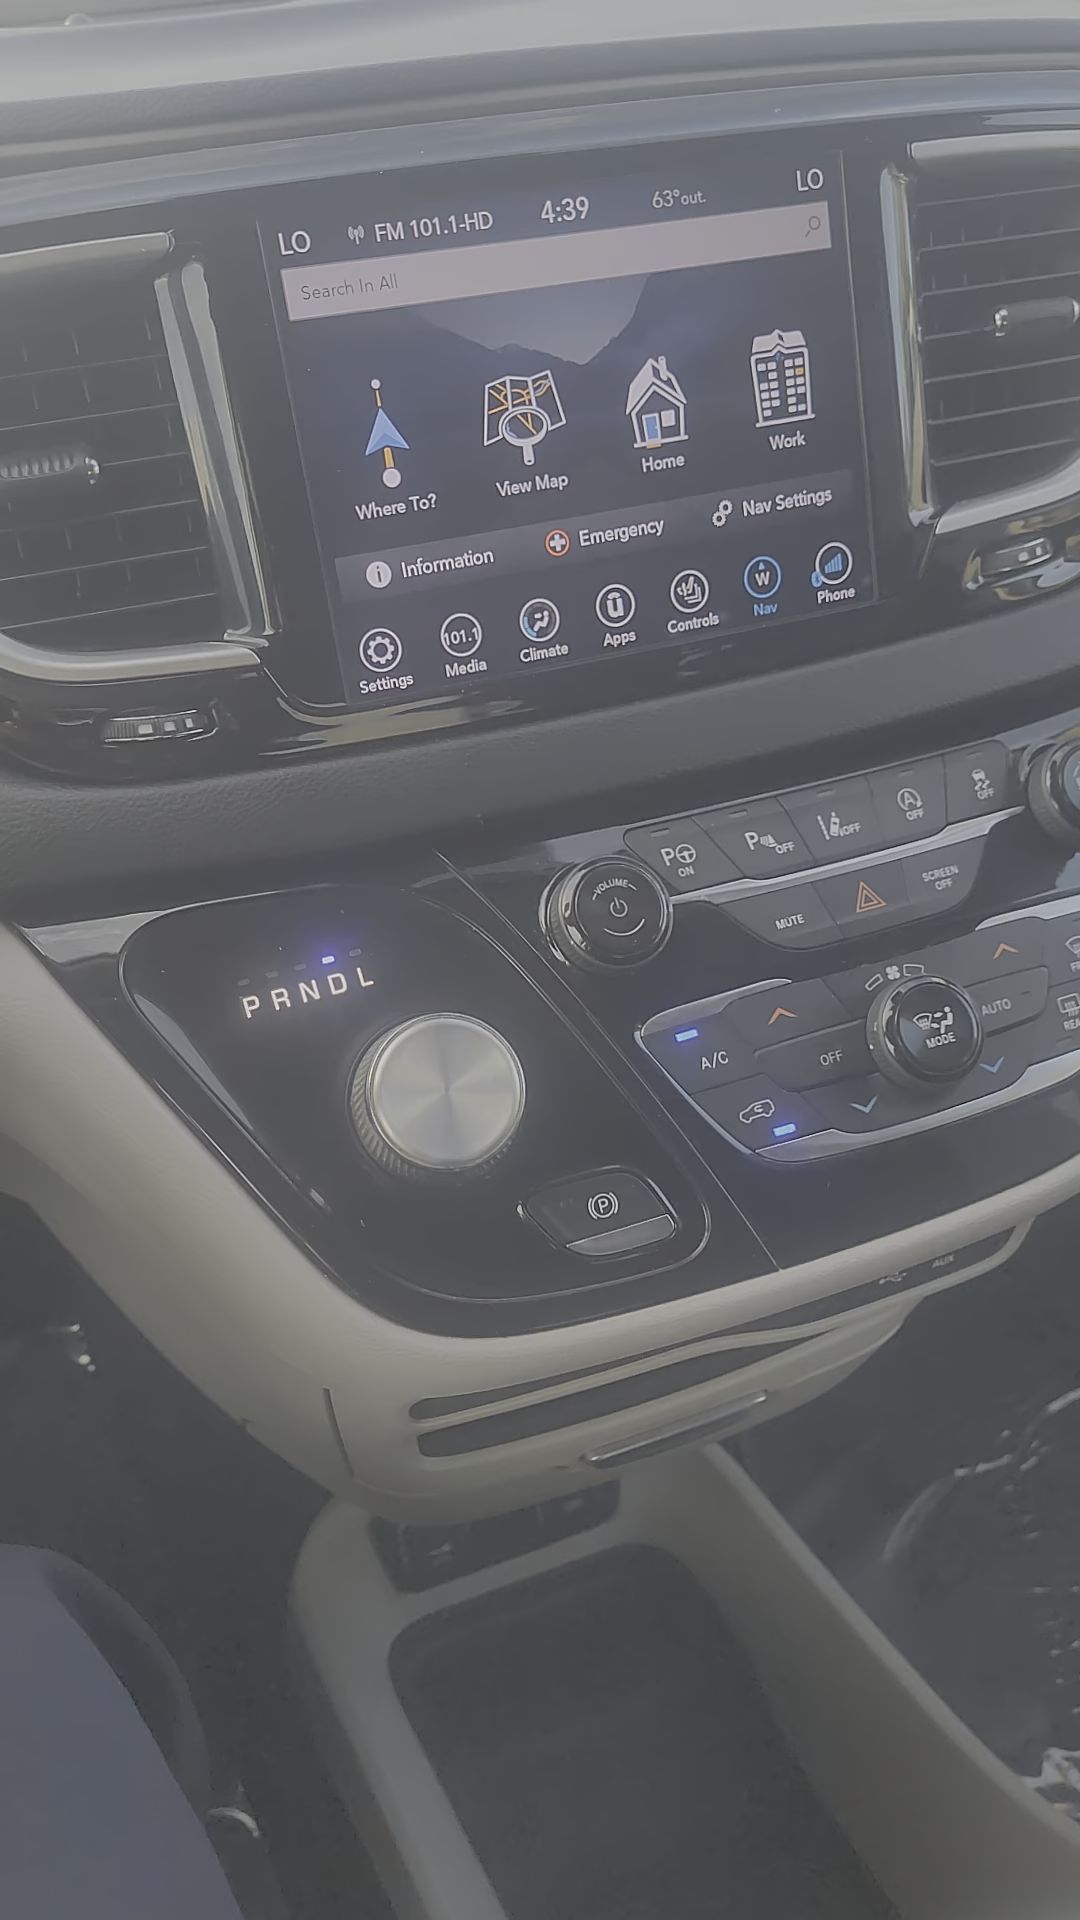 LO FM 101.1-HD 4:39 63°out. LO
Search In All
Where To? View Map Home Work
Information Emergency Nav Settings
101.1 W
Settings Media Climate Apps Controls Nav Phone
P ON P OFF OFF A OFF OFF
VOLUME
MUTE SCREEN OFF
P R N D L
A/C OFF MODE AUTO
P
AUX